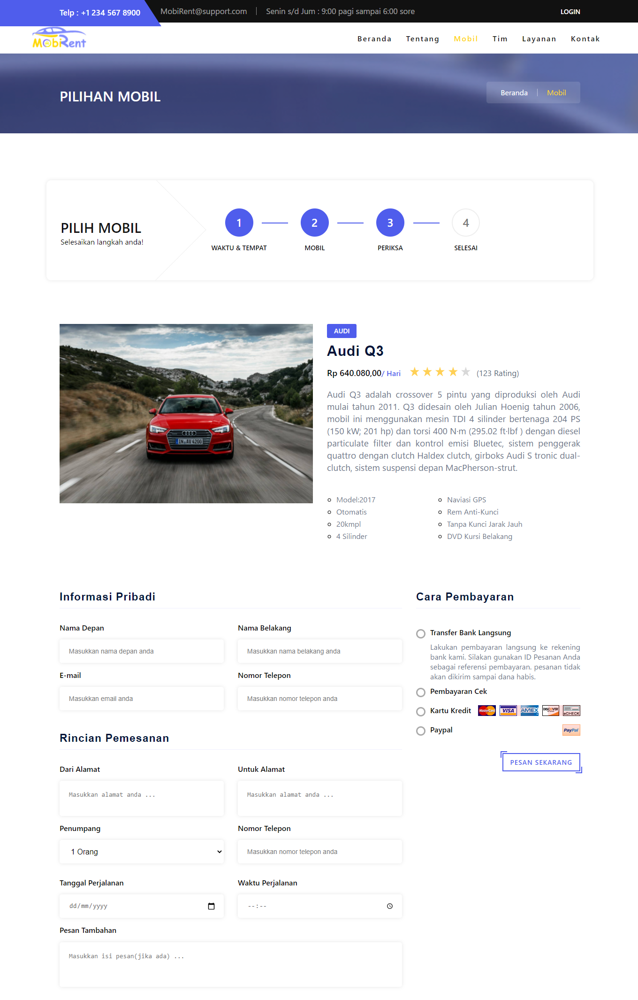 Telp : +1 234 567 8900
MobiRent@support.com
Senin s/d Jum : 9:00 pagi sampai 6:00 sore
LOGIN
MobiRent
Beranda
Tentang
Mobil
Tim
Layanan
Kontak
PILIHAN MOBIL
Beranda
Mobil
PILIH MOBIL
Selesaikan langkah anda!
1
2
3
4
WAKTU & TEMPAT
MOBIL
PERIKSA
SELESAI
IN AV 4200
AUDI
Audi Q3
Rp 640.080,00/ Hari
(123 Rating)
Audi Q3 adalah crossover 5 pintu yang diproduksi oleh Audi
mulai tahun 2011. Q3 didesain oleh Julian Hoenig tahun 2006,
mobil ini menggunakan mesin TDI 4 silinder bertenaga 204 PS
(150 kW; 201 hp) dan torsi 400 N·m (295.02 ft·lbf ) dengan diesel
particulate filter dan kontrol emisi Bluetec, sistem penggerak
quattro dengan clutch Haldex clutch, girboks Audi S tronic dual-
clutch, sistem suspensi depan MacPherson-strut.
Model:2017
Otomatis
20kmpl
4 Silinder
Naviasi GPS
Rem Anti-Kunci
Tanpa Kunci Jarak Jauh
DVD Kursi Belakang
Informasi Pribadi
Nama Depan
Nama Belakang
Masukkan nama depan anda
Masukkan nama belakang anda
E-mail
Nomor Telepon
Masukkan email anda
Masukkan nomor telepon anda
Rincian Pemesanan
Dari Alamat
Untuk Alamat
Masukkan alamat anda ...
Masukkan alamat anda ...
Penumpang
Nomor Telepon
1 Orang
Masukkan nomor telepon anda
Tanggal Perjalanan
Waktu Perjalanan
dd/mm/yyyy
--:--
Pesan Tambahan
Masukkan isi pesan(jika ada) ...
Cara Pembayaran
Transfer Bank Langsung
Lakukan pembayaran langsung ke rekening
bank kami. Silakan gunakan ID Pesanan Anda
sebagai referensi pembayaran. pesanan tidak
akan dikirim sampai dana habis.
Pembayaran Cek
Kartu Kredit
MasterCard
VISA
AMEX
DISCOVER
eCHECK
Paypal
PayPal
PESAN SEKARANG